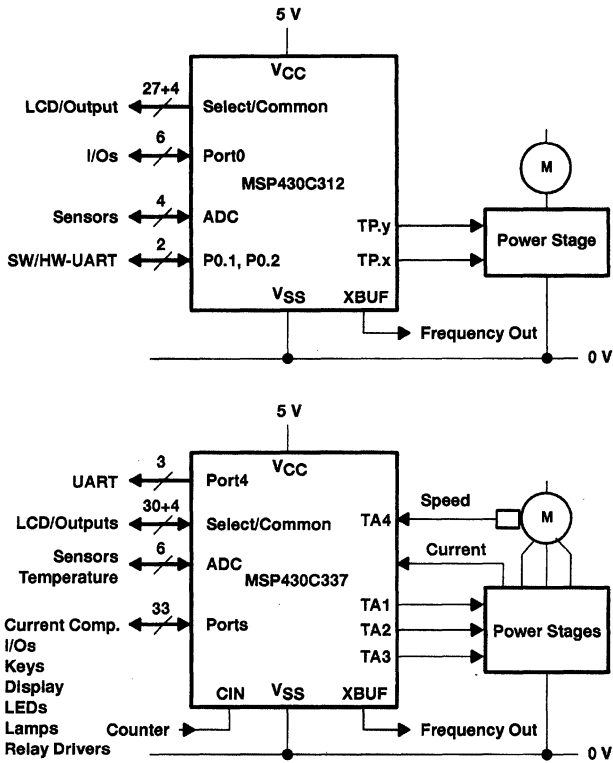 5 V
VCC
27+4
LCD/Output
Select/Common
6
I/Os
Port0
MSP430C312
M
4
Sensors
ADC
TP.y
Power Stage
2
SW/HW-UART
P0.1, P0.2
TP.x
VSS
XBUF
Frequency Out
0 V
5 V
VCC
3
UART
Port4
30+4
LCD/Outputs
Select/Common
TA4
Speed
M
Sensors
Temperature
6
ADC
MSP430C337
Current
33
Current Comp.
Ports
TA1
TA2
TA3
Power Stages
I/Os
Keys
Display
LEDs
Lamps
Relay Drivers
CIN
VSS
XBUF
Counter
Frequency Out
0 V